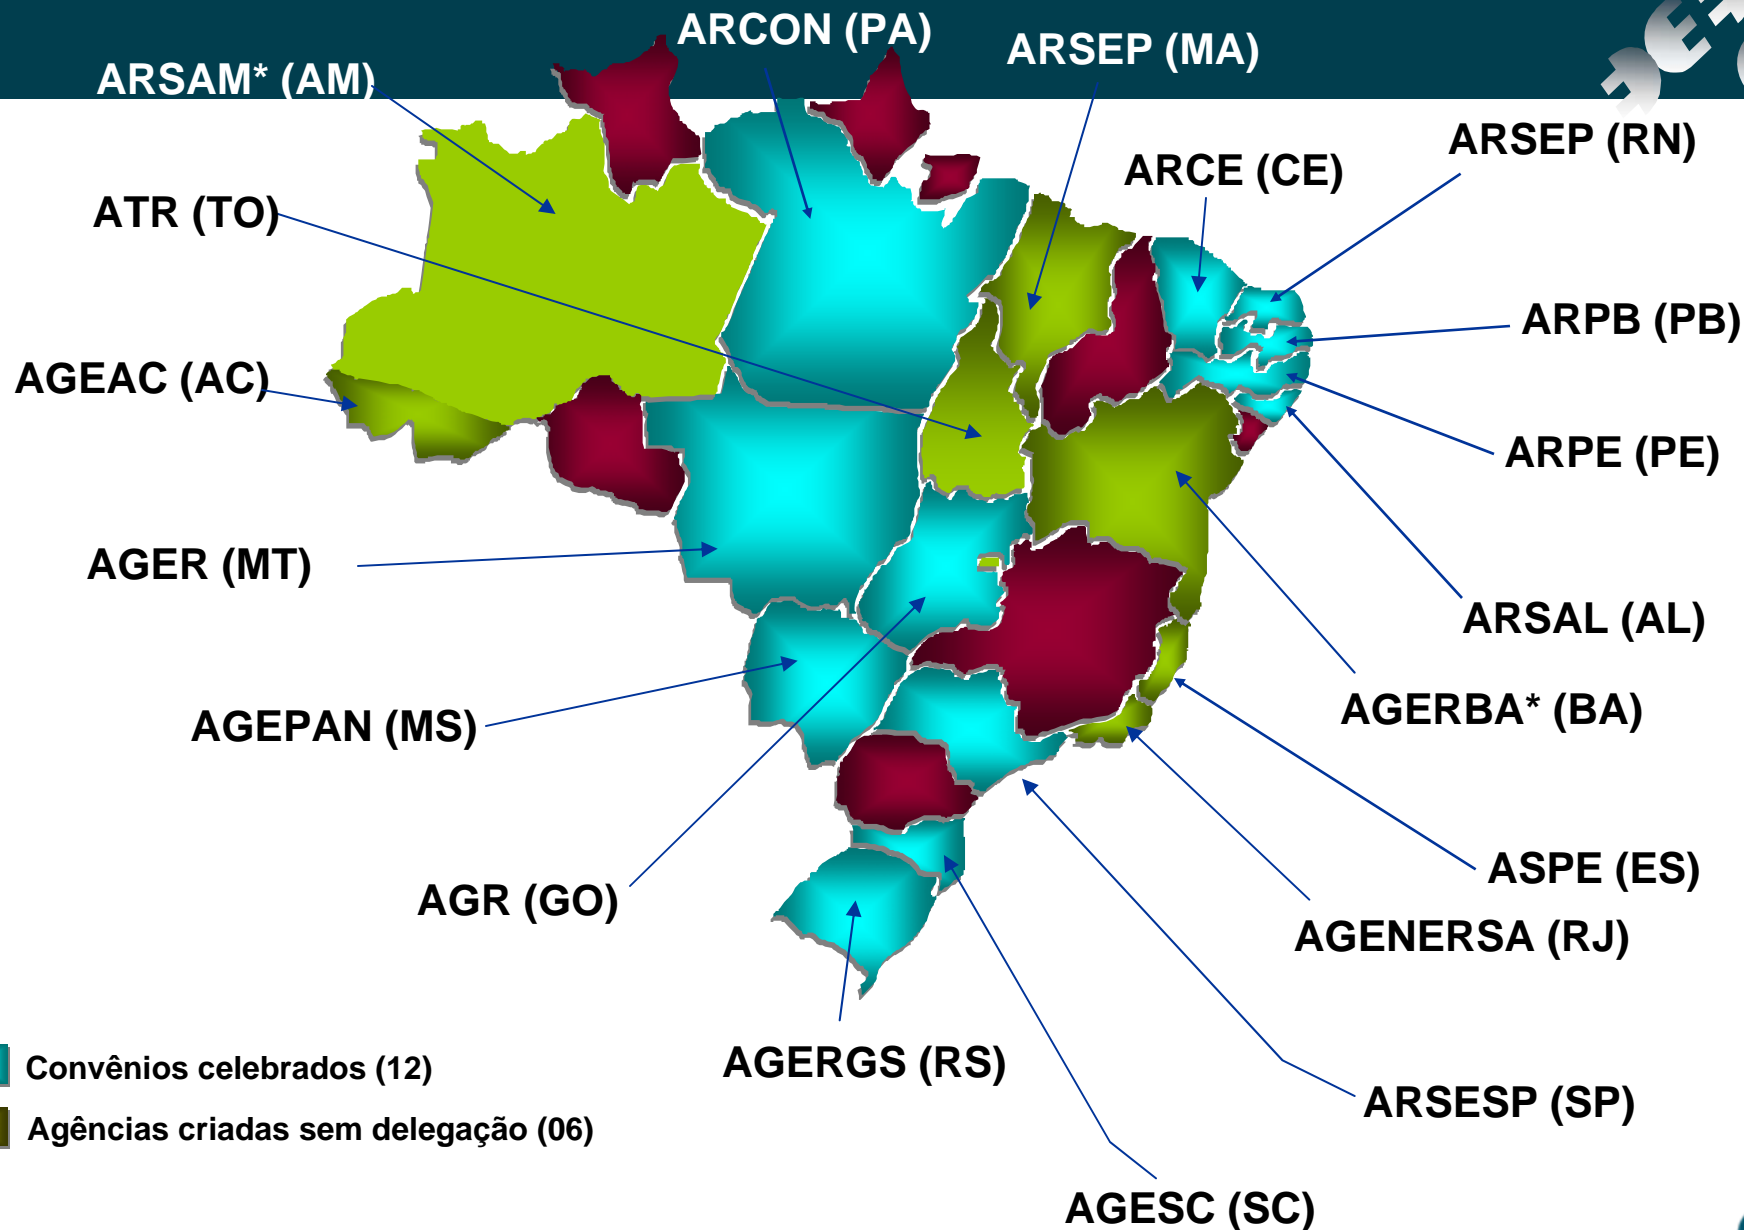 ARCON (PA)
ARSEP (MA)
ARSAM* (AM)
ARSEP (RN)
ARCE (CE)
ATR (TO)
ARPB (PB)
AGEAC (AC)
ARPE (PE)
AGER (MT)
ARSAL (AL)
AGERBA* (BA)
AGEPAN (MS)
ASPE (ES)
AGR (GO)
AGENERSA (RJ)
AGERGS (RS)
Convênios celebrados (12)
ARSESP (SP)
Agências criadas sem delegação (06)
AGESC (SC)